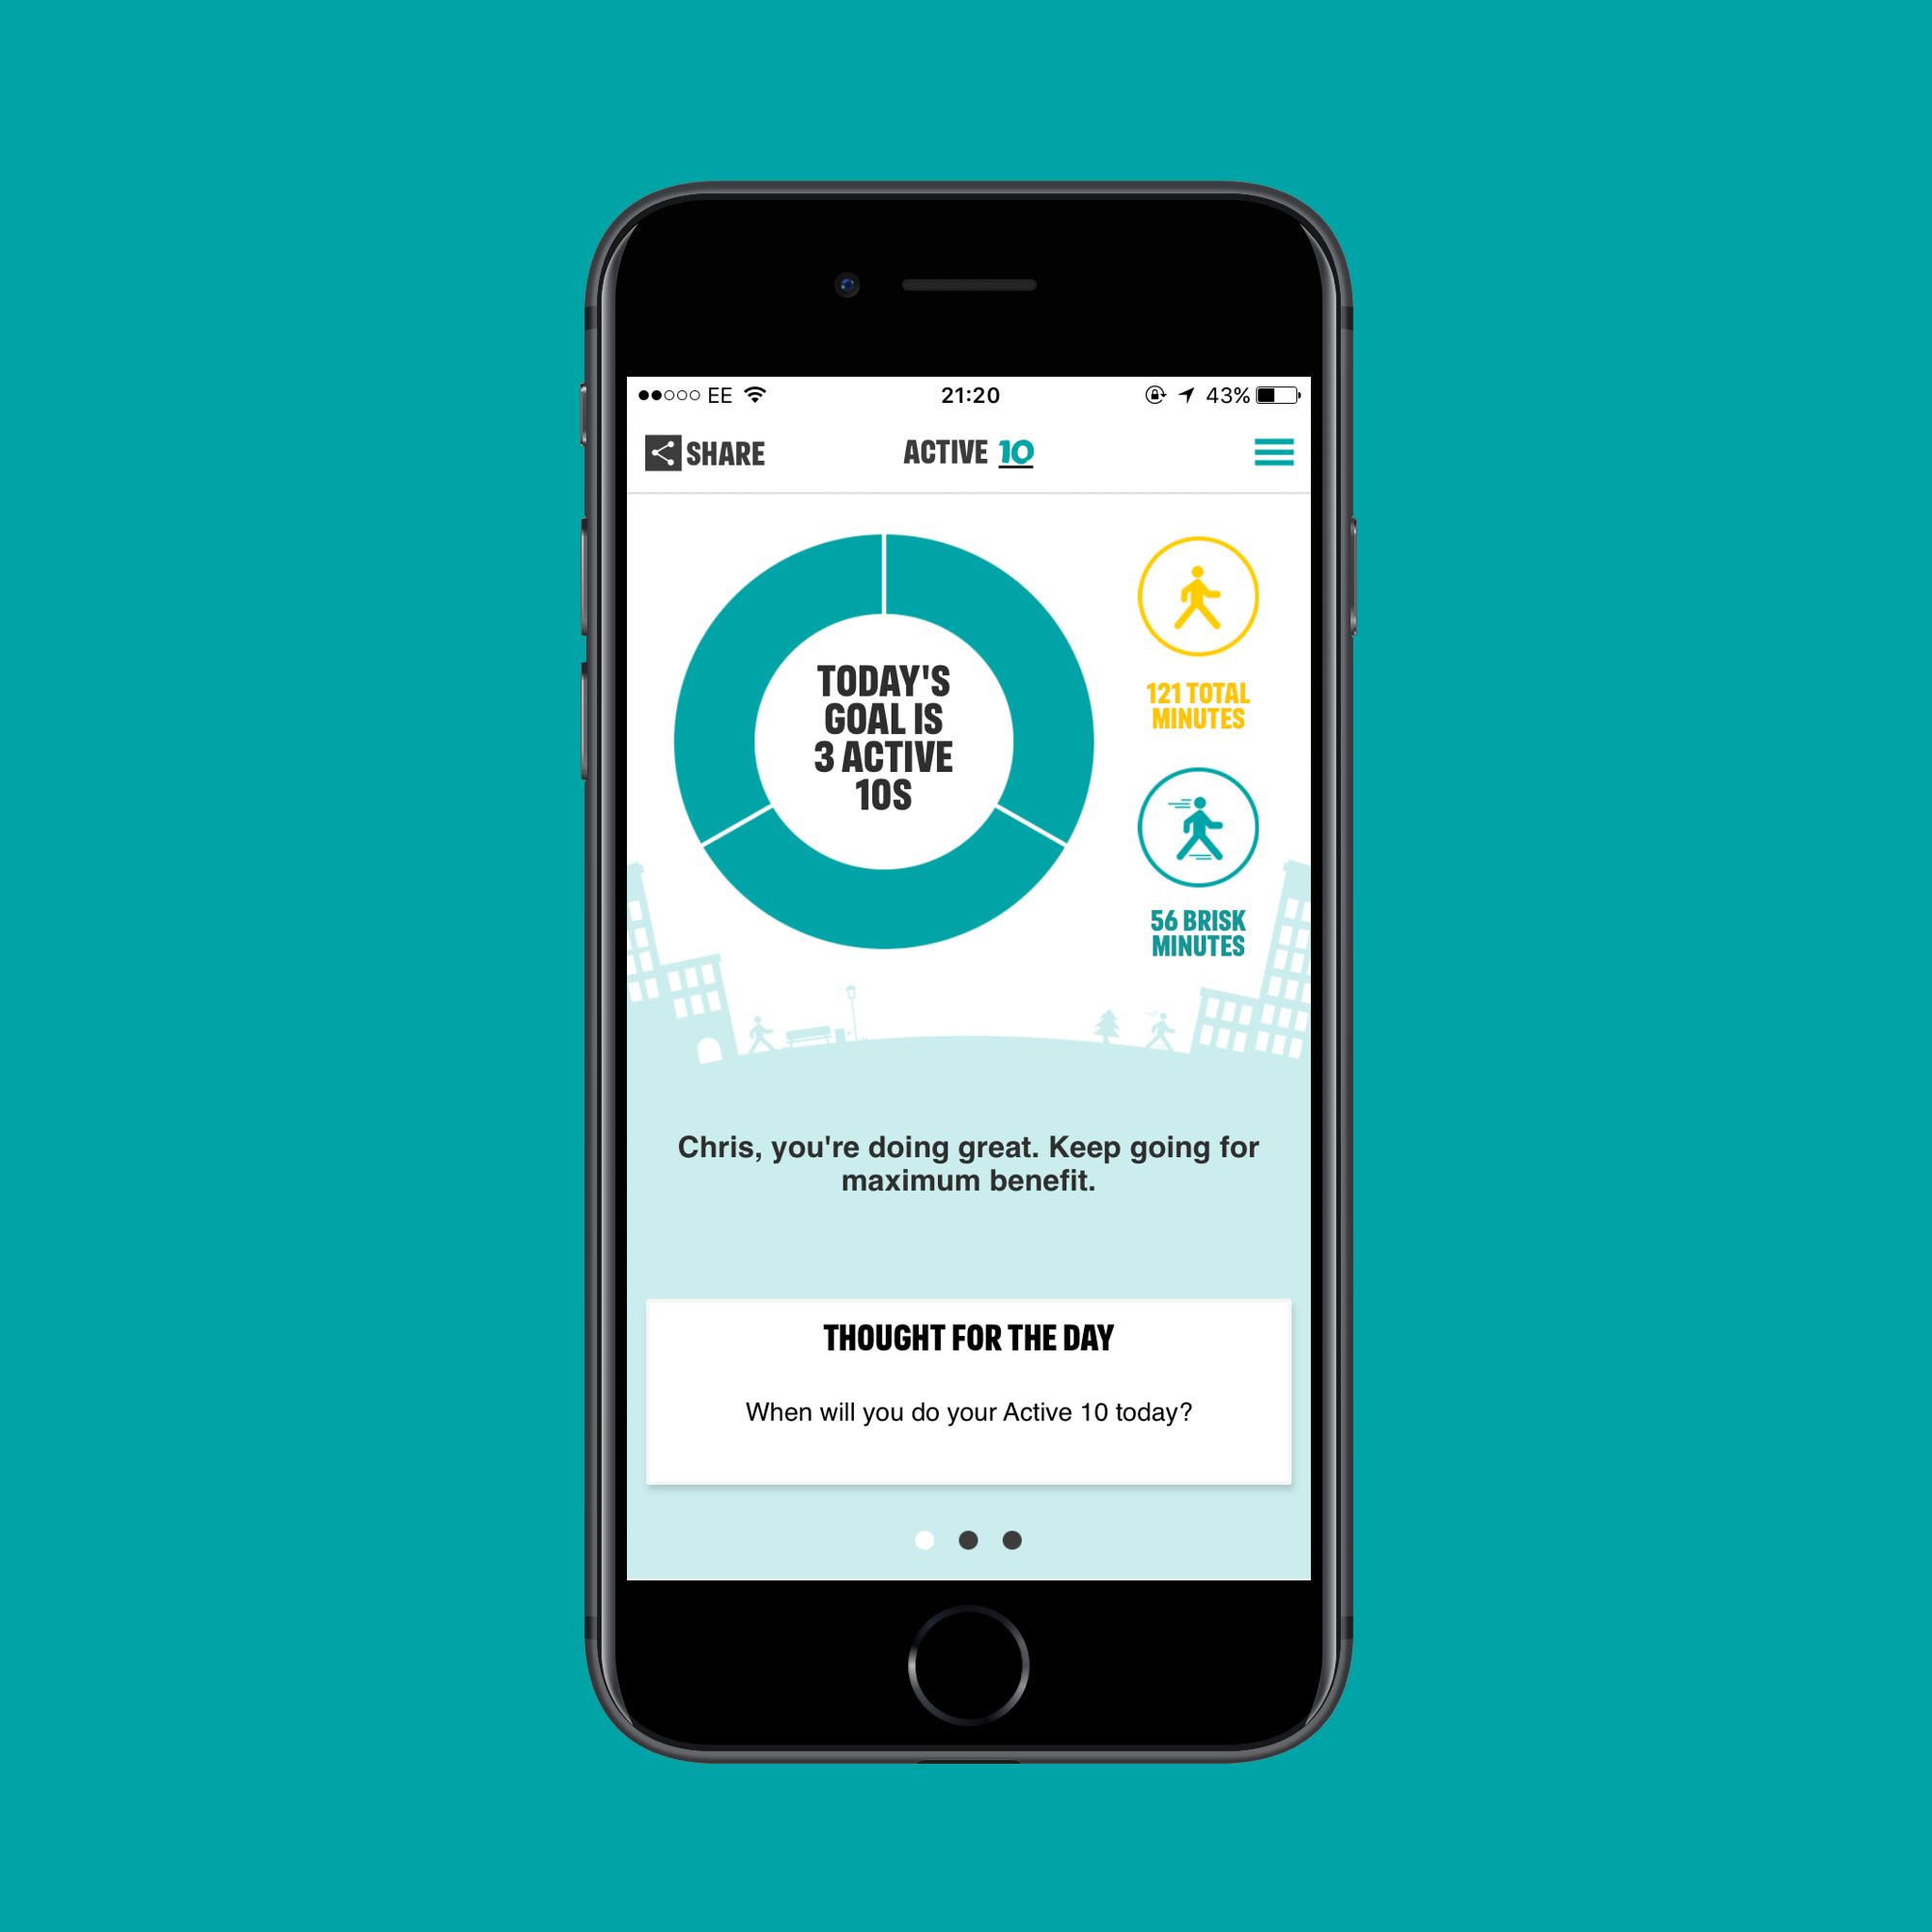 EE 21:20 43%
SHARE ACTIVE 10
TODAY'S
GOAL IS
3 ACTIVE
10S
121 TOTAL
MINUTES
56 BRISK
MINUTES
Chris, you're doing great. Keep going for
maximum benefit.
THOUGHT FOR THE DAY
When will you do your Active 10 today?